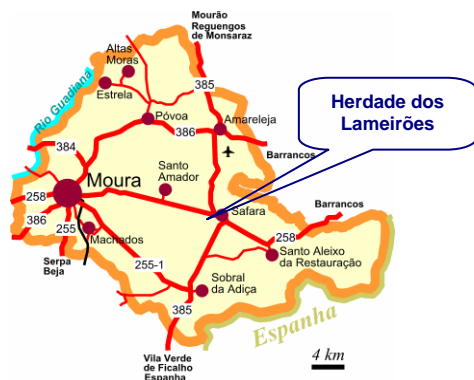 Mourão
Reguengos
de Monsaraz
Altas
Moras
Estrela
Rio Guadiana
385
Póvoa
386
Amareleja
Herdade dos
Lameirões
384
Barrancos
Santo
Amador
Moura
258
386
255
Safara
Barrancos
258
Machados
Serpa
Beja
255-1
Santo Aleixo
da Restauração
Sobral
da Adiça
385
Espanha
Vila Verde
de Ficalho
Espanha
4 km